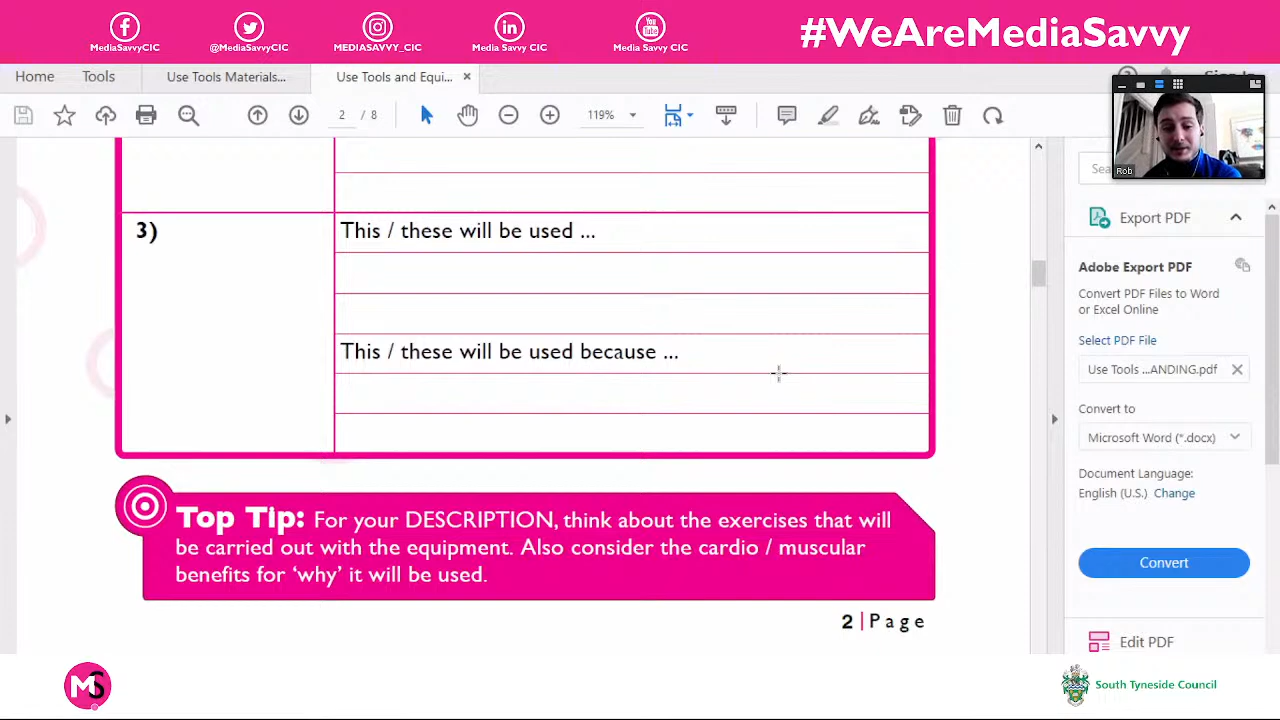 MediaSavvyCIC
@MediaSavvyCIC
MEDIASAVVY_CIC
in
Media Savvy CIC
You
Tube
Media Savvy CIC
#WeAreMediaSavvy
Home
Tools
Use Tools Materials...
Use Tools and Equi...
2 / 8
119%
Rob
Sea
3)
This / these will be used ...
This / these will be used because ...
Top Tip: For your DESCRIPTION, think about the exercises that will
be carried out with the equipment. Also consider the cardio / muscular
benefits for ‘why’ it will be used.
2 | Page
Export PDF
Adobe Export PDF
Convert PDF Files to Word
or Excel Online
Select PDF File
Use Tools ...ANDING.pdf
Convert to
Microsoft Word (*.docx)
Document Language:
English (U.S.) Change
Convert
Edit PDF
MS
South Tyneside Council